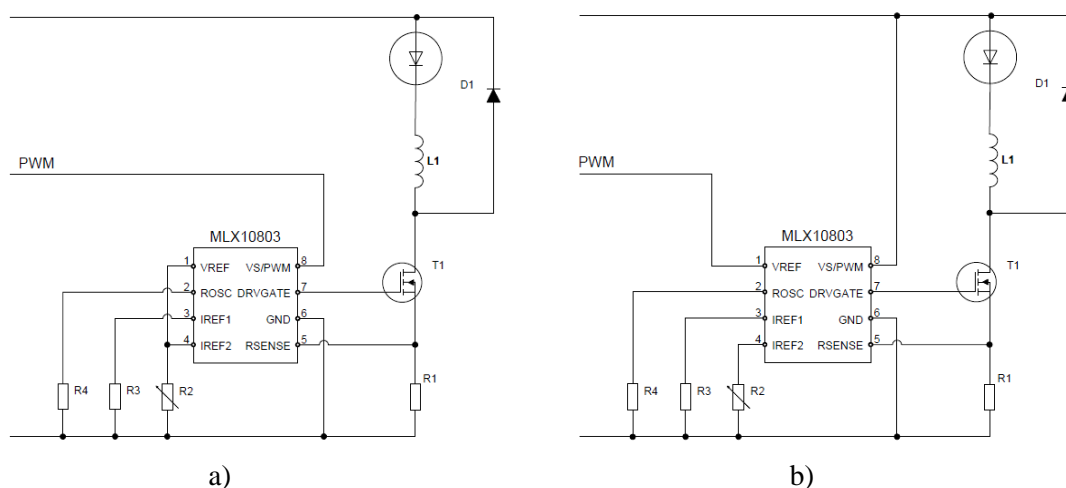 D1
L1
PWM
MLX10803
1 VREF VS/PWM 8
T1
2 ROSC DRVGATE 7
3 IREF1 GND 6
4 IREF2 RSENSE 5
R4 R3 R2 R1
a)
D1
L1
PWM
MLX10803
1 VREF VS/PWM 8
T1
2 ROSC DRVGATE 7
3 IREF1 GND 6
4 IREF2 RSENSE 5
R4 R3 R2 R1
b)